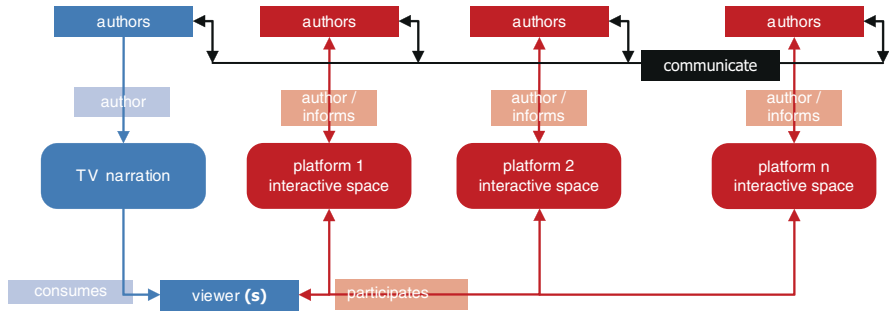 authors
authors
authors
authors
communicate
author
author /
informs
author /
informs
author /
informs
TV narration
platform 1
interactive space
platform 2
interactive space
platform n
interactive space
consumes
viewer (s)
participates